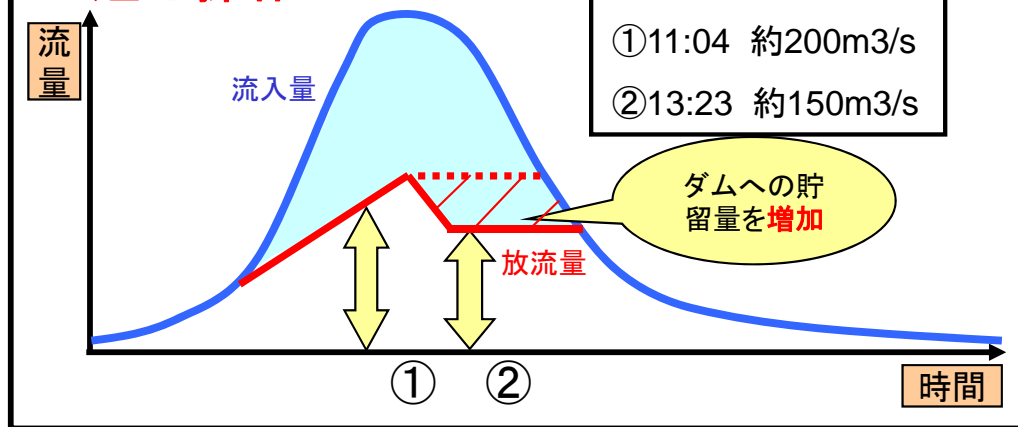 流
量
流入量
①11:04 約200m3/s
②13:23 約150m3/s
ダムへの貯
留量を増加
放流量
① ②
時間